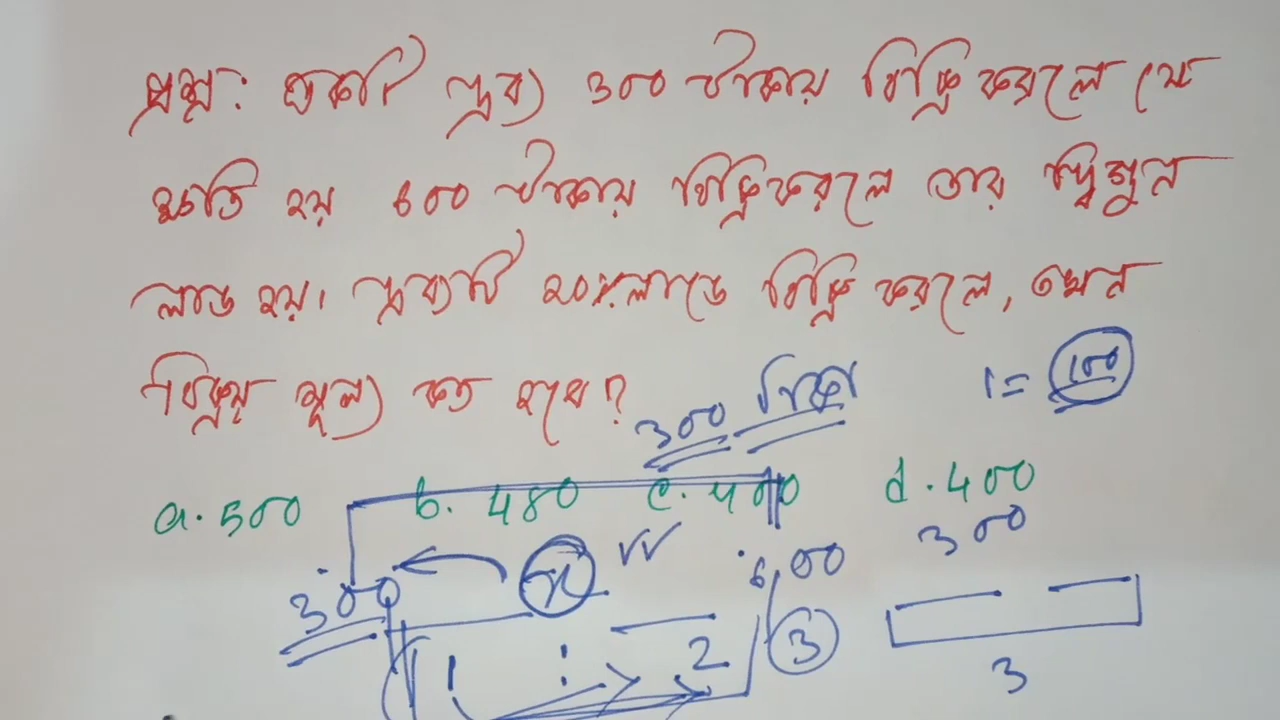 প্রশ্ন: একটি দ্রব্য ৩০০ টাকায় বিক্রি করলে যে
ক্ষতি হয় ৬০০ টাকায় বিক্রি করলে তার দ্বিগুন
লাভ হয়। দ্রব্যটি ২০% লাভে বিক্রি করলে, তখন
বিক্রয় মূল্য কত হবে?
300 টাকা
1 = 100
a. 500 b. 480 c. 400 d. 400
300
300 x 600
1 : 2 3
3